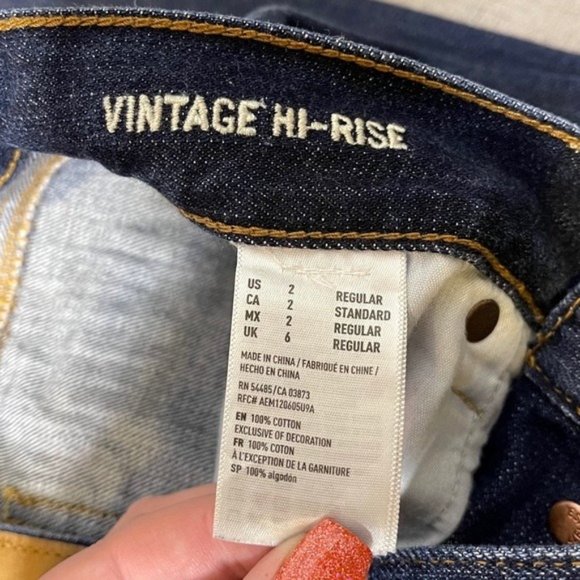 VINTAGE HI-RISE
US 2 REGULAR
CA 2 STANDARD
MX 2 REGULAR
UK 6 REGULAR
MADE IN CHINA / FABRIQUÉ EN CHINE /
HECHO EN CHINA
RN 54485/CA 03873
RFC# AEM120605U9A
EN 100% COTTON
EXCLUSIVE OF DECORATION
FR 100% COTON
À L'EXCEPTION DE LA GARNITURE
SP 100% algodón